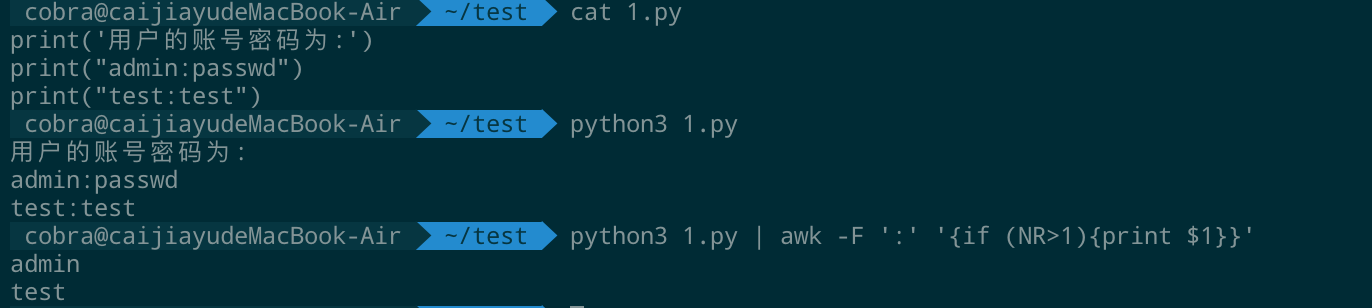 cobra@caijiayudeMacBook-Air ~/test cat 1.py
print('用户的账号密码为:')
print("admin:passwd")
print("test:test")
cobra@caijiayudeMacBook-Air ~/test python3 1.py
用户的账号密码为:
admin:passwd
test:test
cobra@caijiayudeMacBook-Air ~/test python3 1.py | awk -F ':' '{if (NR>1){print $1}}'
admin
test